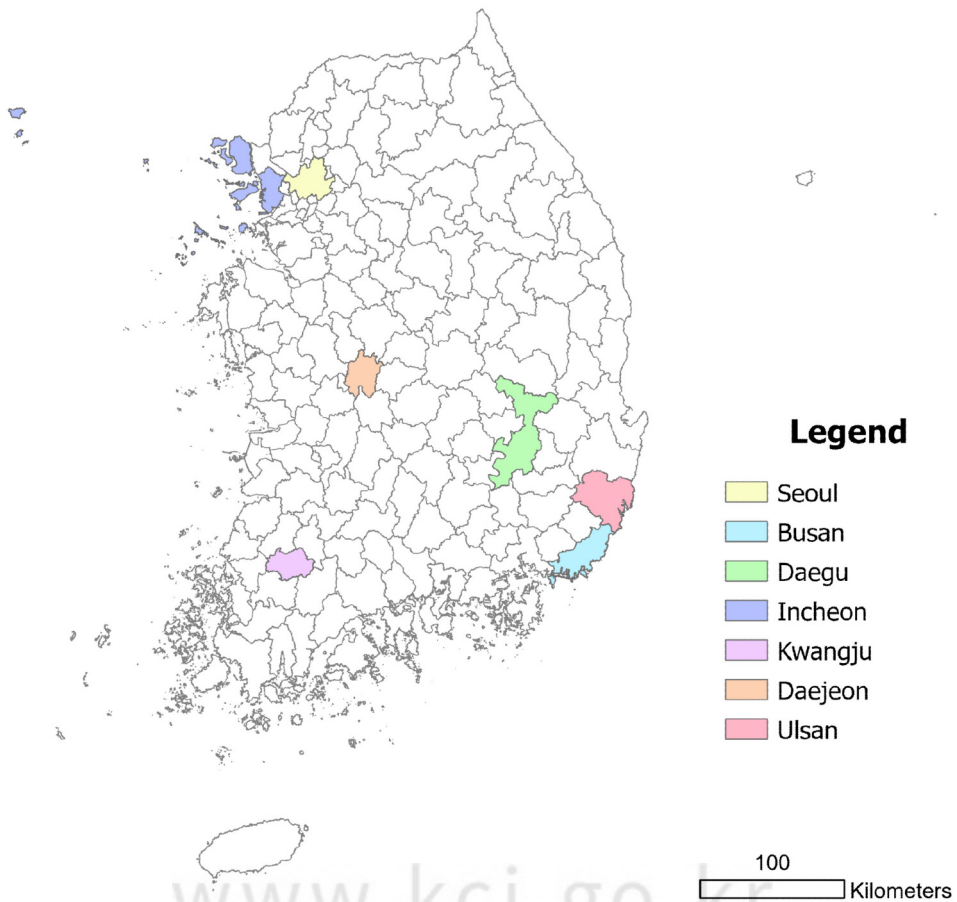 Legend
Seoul
Busan
Daegu
Incheon
Kwangju
Daejeon
Ulsan
100
Kilometers
www.kci.go.kr